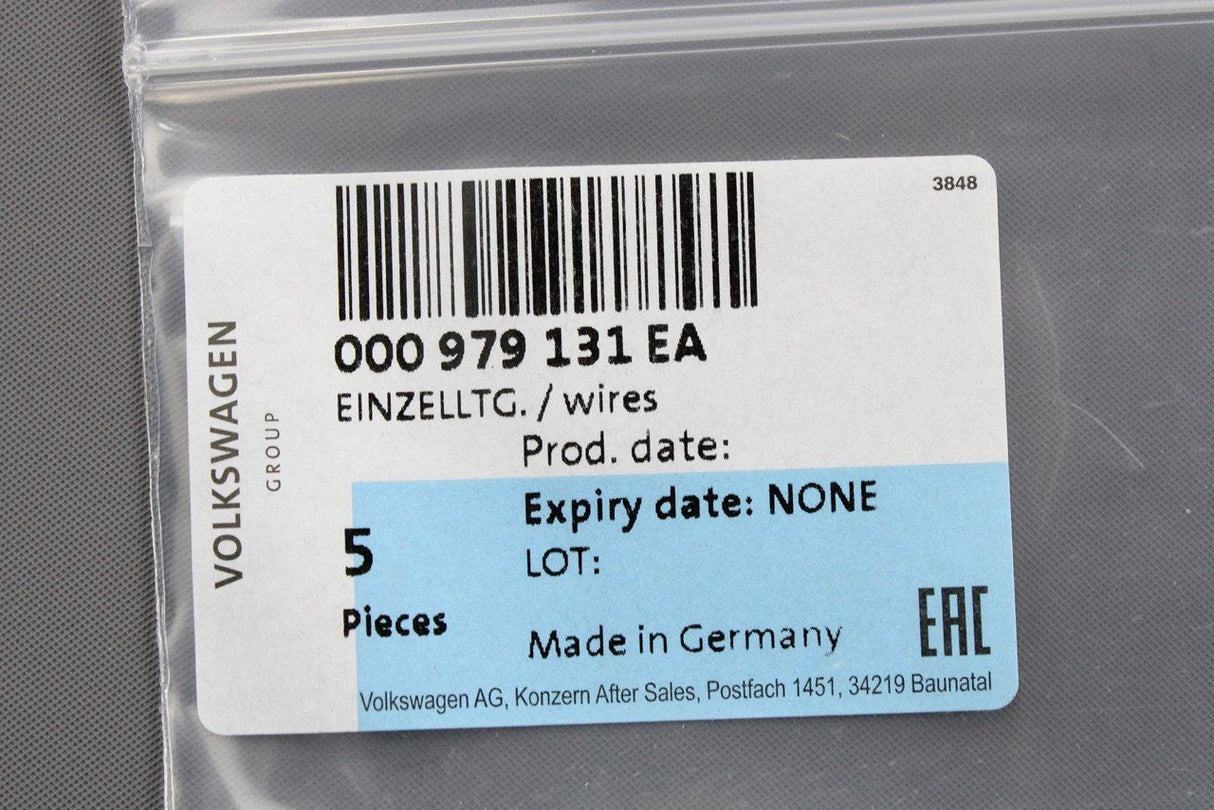 3848
000 979 131 EA
EINZELLTG. / wires
Prod. date:
Expiry date: NONE
5
LOT:
Pieces
Made in Germany
EAC
Volkswagen AG, Konzern After Sales, Postfach 1451, 34219 Baunatal
VOLKSWAGEN
GROUP